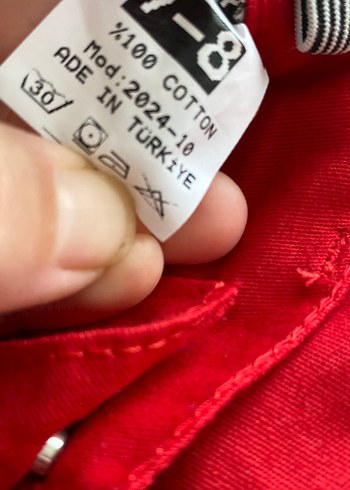 7-8
%100 COTTON
Mod:2024-10
ADE IN TÜRKİYE
30